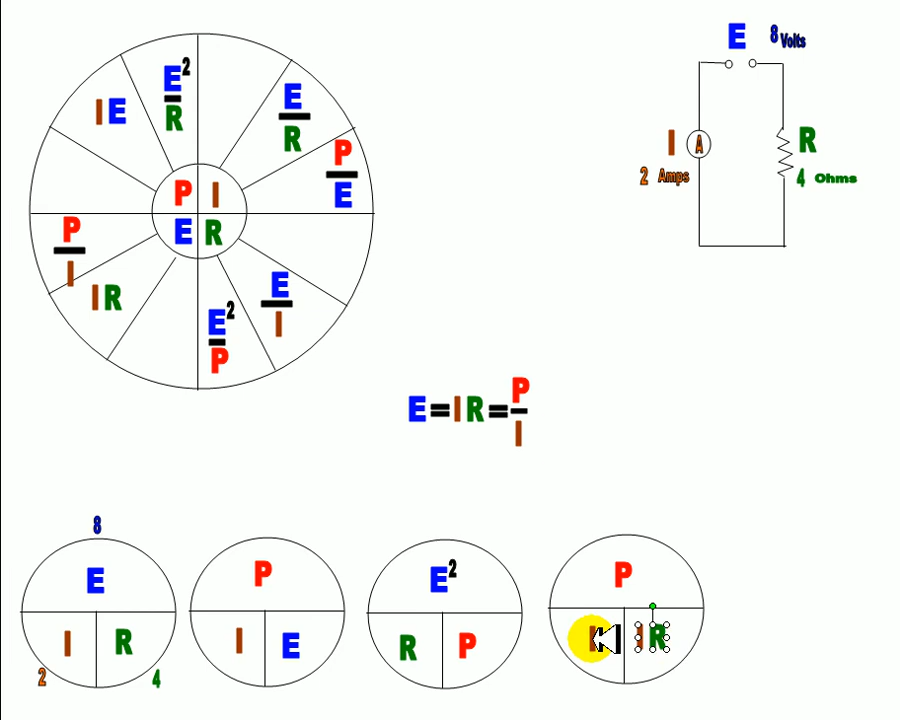 E 8 Volts
I A R
2 Amps 4 Ohms
E²
R
I E
E
R
P
E
P I
E R
P
I
I R
E²
P
E
I
E = I R = P
I
8
E
I R
2 4
P
I E
E²
R P
P
I I R